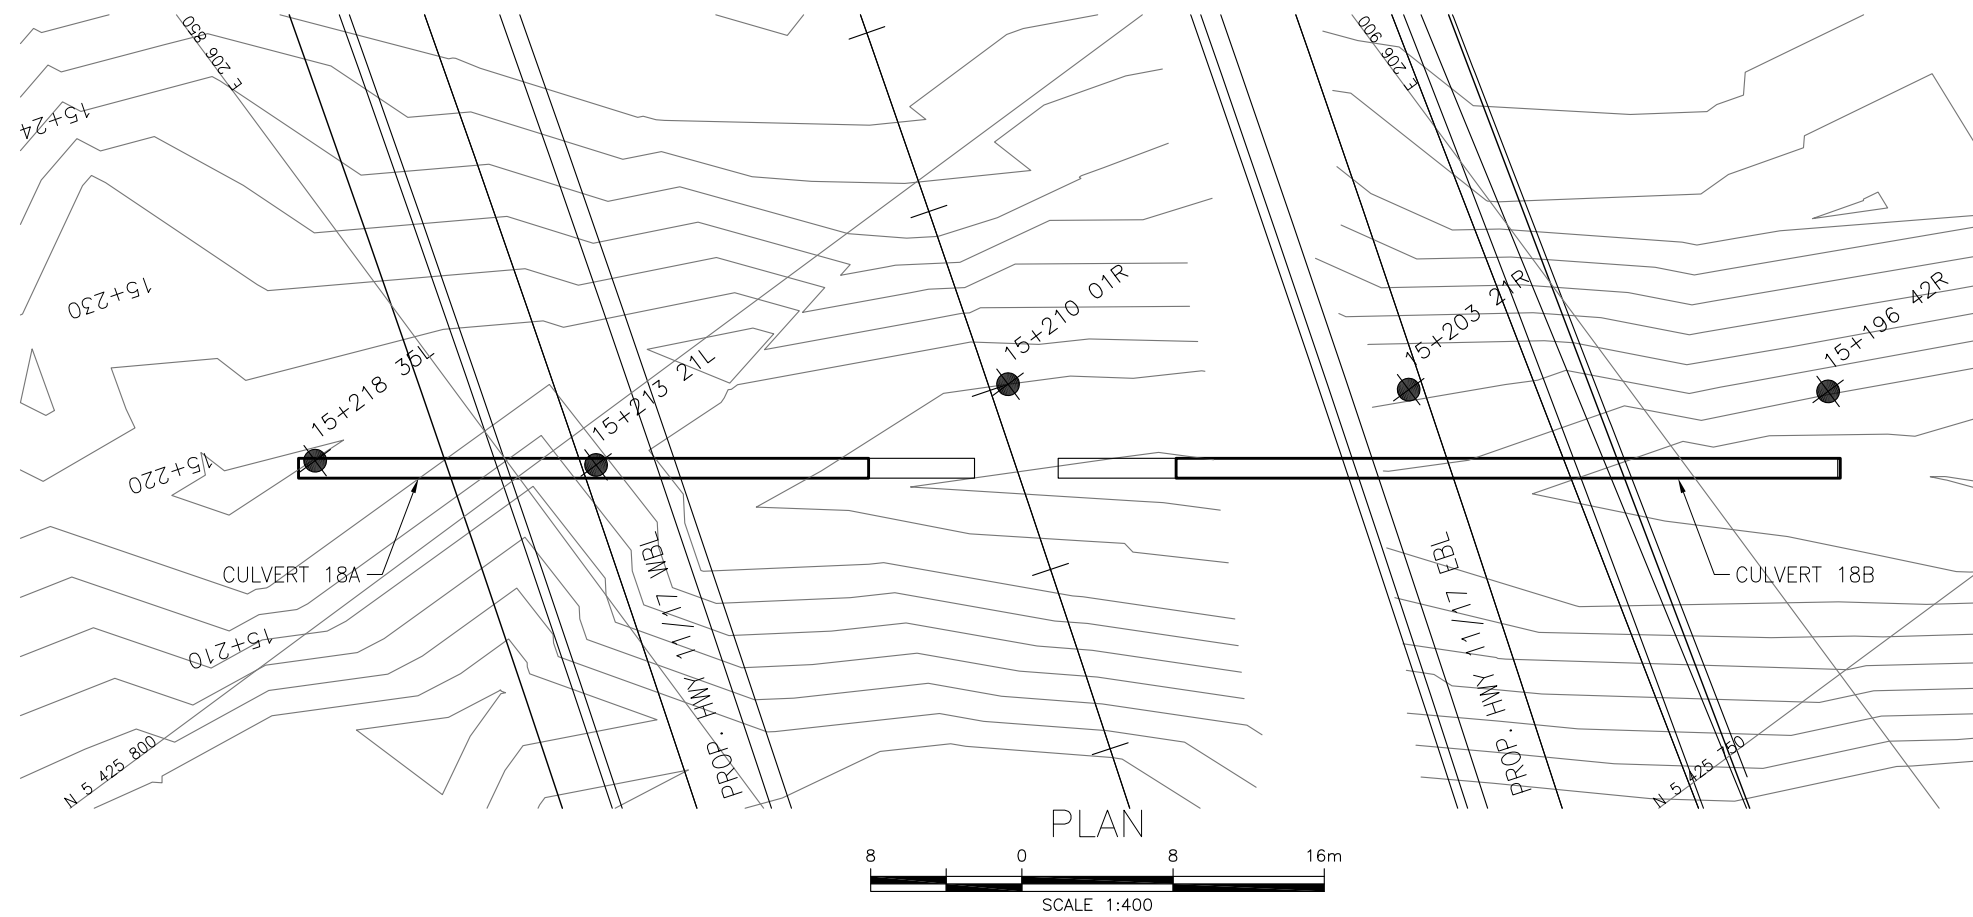 E 206 850
E 206 900
15+24
15+230
15+210 01R
15+203 21R
15+196 42R
15+218 35L
15+213 21L
15+220
CULVERT 18A
PROP. HWY 11/17 WBL
PROP. HWY 11/17 EBL
CULVERT 18B
15+210
N 5 425 800
N 5 425 750
PLAN
8 0 8 16m
SCALE 1:400